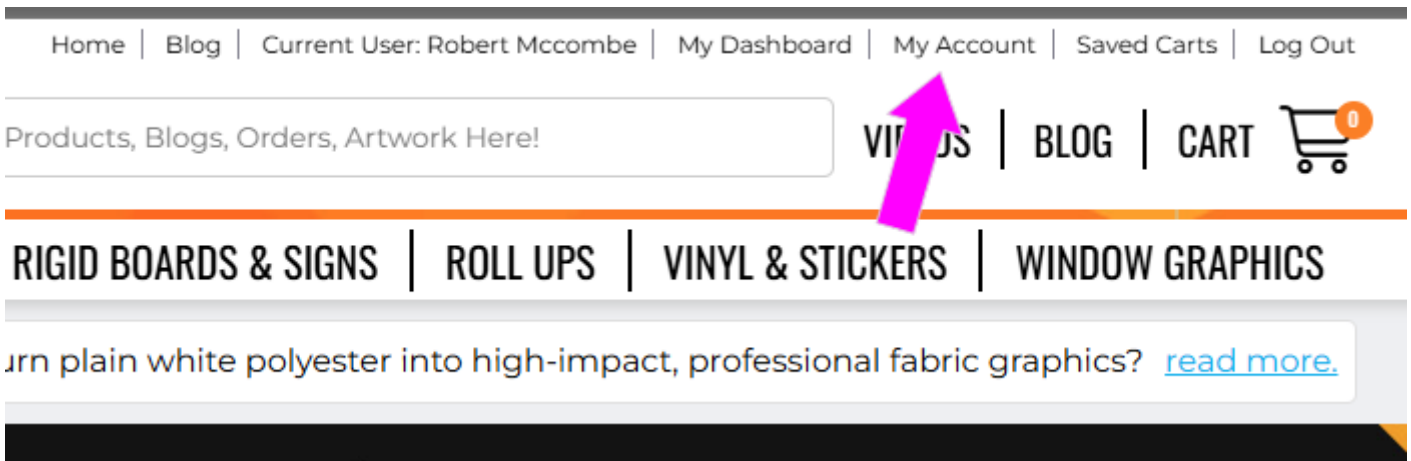 Home | Blog | Current User: Robert Mccombe | My Dashboard | My Account | Saved Carts | Log Out
Products, Blogs, Orders, Artwork Here!
BLOG | CART 0
RIGID BOARDS & SIGNS | ROLL UPS | VINYL & STICKERS | WINDOW GRAPHICS
plain white polyester into high-impact, professional fabric graphics? read more.